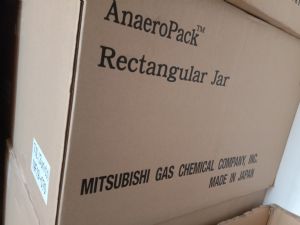 AnaeroPack™
Rectangular Jar
MITSUBISHI GAS CHEMICAL COMPANY, INC.
MADE IN JAPAN